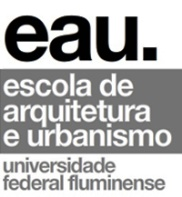 eau.
escola de
arquitetura
e urbanismo
universidade
federal fluminense